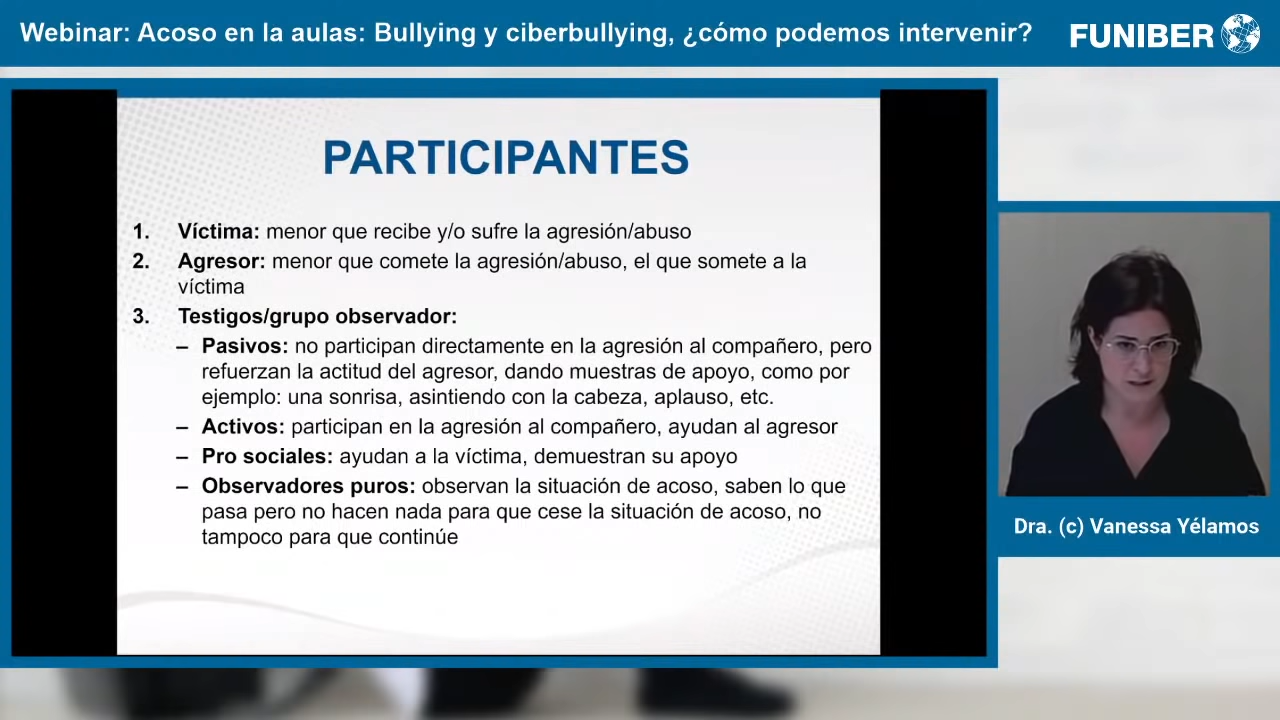 Webinar: Acoso en la aulas: Bullying y ciberbullying, ¿cómo podemos intervenir?
FUNIBER
PARTICIPANTES
1. Víctima: menor que recibe y/o sufre la agresión/abuso
2. Agresor: menor que comete la agresión/abuso, el que somete a la
víctima
3. Testigos/grupo observador:
– Pasivos: no participan directamente en la agresión al compañero, pero
refuerzan la actitud del agresor, dando muestras de apoyo, como por
ejemplo: una sonrisa, asintiendo con la cabeza, aplauso, etc.
– Activos: participan en la agresión al compañero, ayudan al agresor
– Pro sociales: ayudan a la víctima, demuestran su apoyo
– Observadores puros: observan la situación de acoso, saben lo que
pasa pero no hacen nada para que cese la situación de acoso, no
tampoco para que continúe
Dra. (c) Vanessa Yélamos